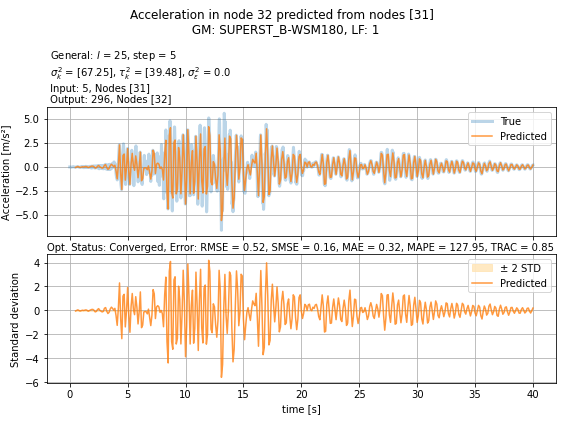 Acceleration in node 32 predicted from nodes [31]
GM: SUPERST_B-WSM180, LF: 1
General: l = 25, step = 5
σ²ₖ = [67.25], τ²ₖ = [39.48], σ²ₑ = 0.0
Input: 5, Nodes [31]
Output: 296, Nodes [32]
Acceleration [m/s²]
5.0
2.5
0.0
−2.5
−5.0
True
Predicted
Opt. Status: Converged, Error: RMSE = 0.52, SMSE = 0.16, MAE = 0.32, MAPE = 127.95, TRAC = 0.85
Standard deviation
4
2
0
−2
−4
−6
± 2 STD
Predicted
0 5 10 15 20 25 30 35 40
time [s]